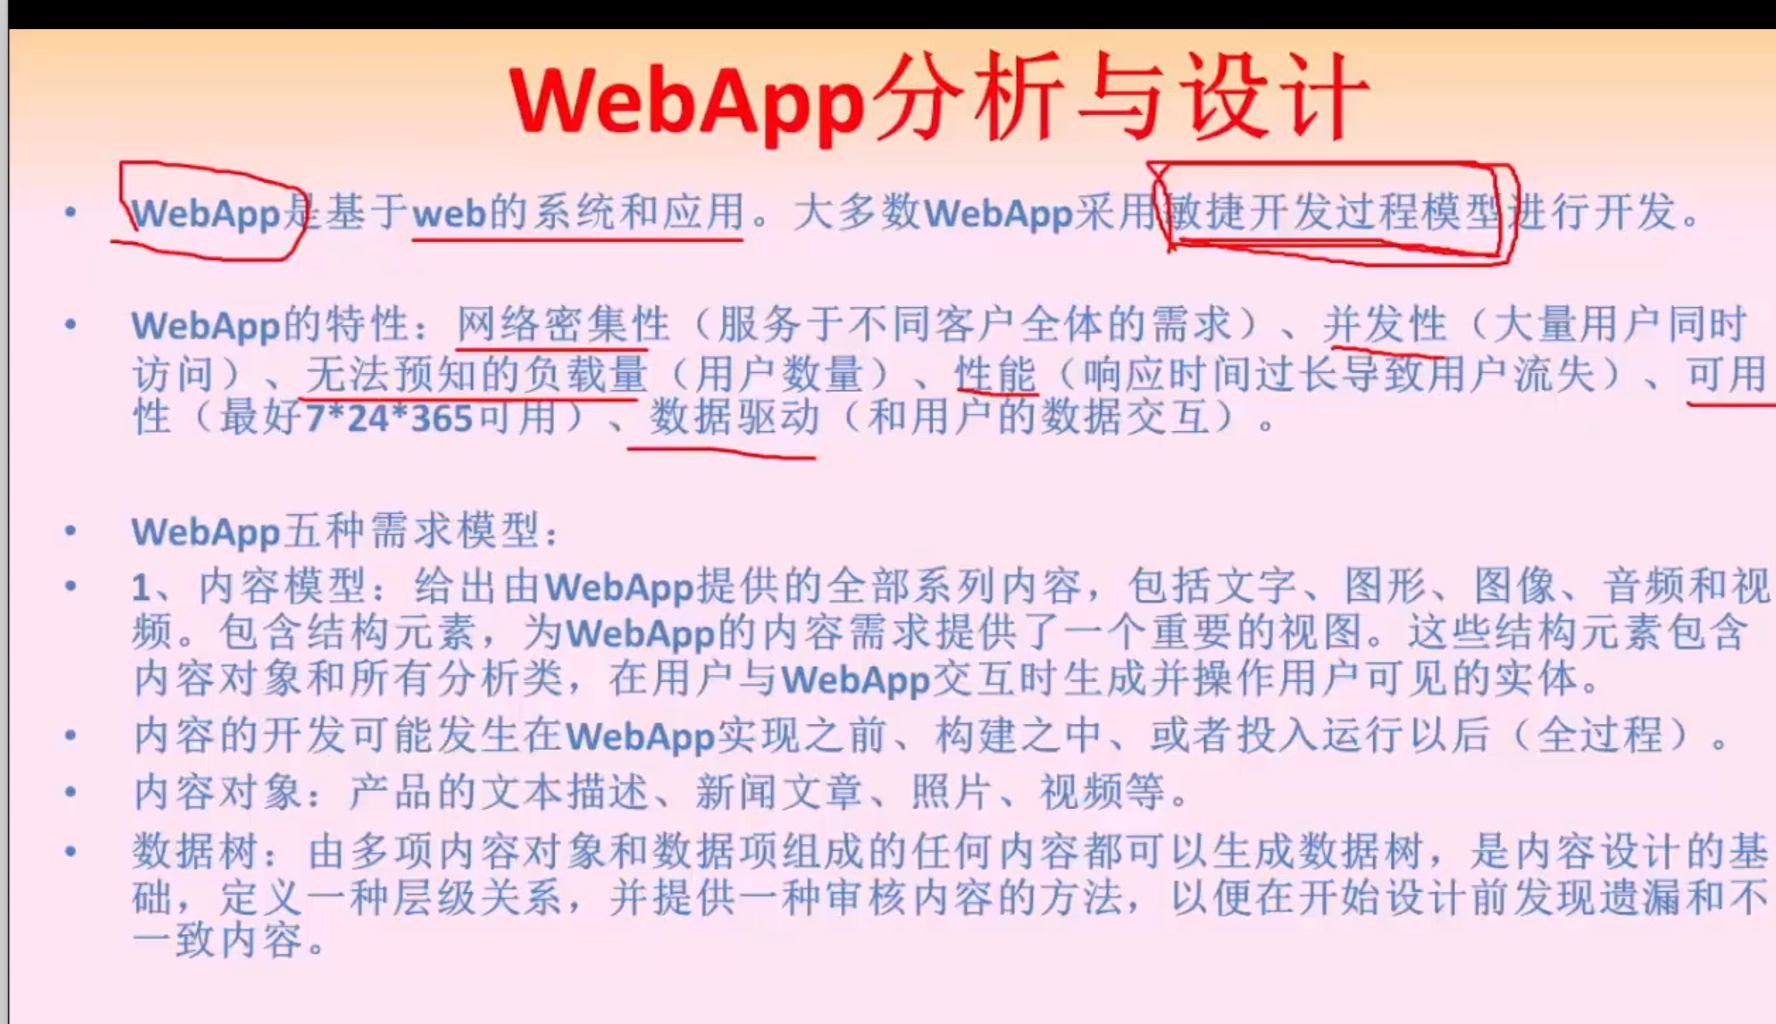 WebApp分析与设计
• WebApp是基于web的系统和应用。大多数WebApp采用敏捷开发过程模型进行开发。
• WebApp的特性：网络密集性（服务于不同客户全体的需求）、并发性（大量用户同时
访问）、无法预知的负载量（用户数量）、性能（响应时间过长导致用户流失）、可用
性（最好7*24*365可用）、数据驱动（和用户的数据交互）。
• WebApp五种需求模型：
• 1、内容模型：给出由WebApp提供的全部系列内容，包括文字、图形、图像、音频和视
频。包含结构元素，为WebApp的内容需求提供了一个重要的视图。这些结构元素包含
内容对象和所有分析类，在用户与WebApp交互时生成并操作用户可见的实体。
• 内容的开发可能发生在WebApp实现之前、构建之中、或者投入运行以后（全过程）。
• 内容对象：产品的文本描述、新闻文章、照片、视频等。
• 数据树：由多项内容对象和数据项组成的任何内容都可以生成数据树，是内容设计的基
础，定义一种层级关系，并提供一种审核内容的方法，以便在开始设计前发现遗漏和不
一致内容。